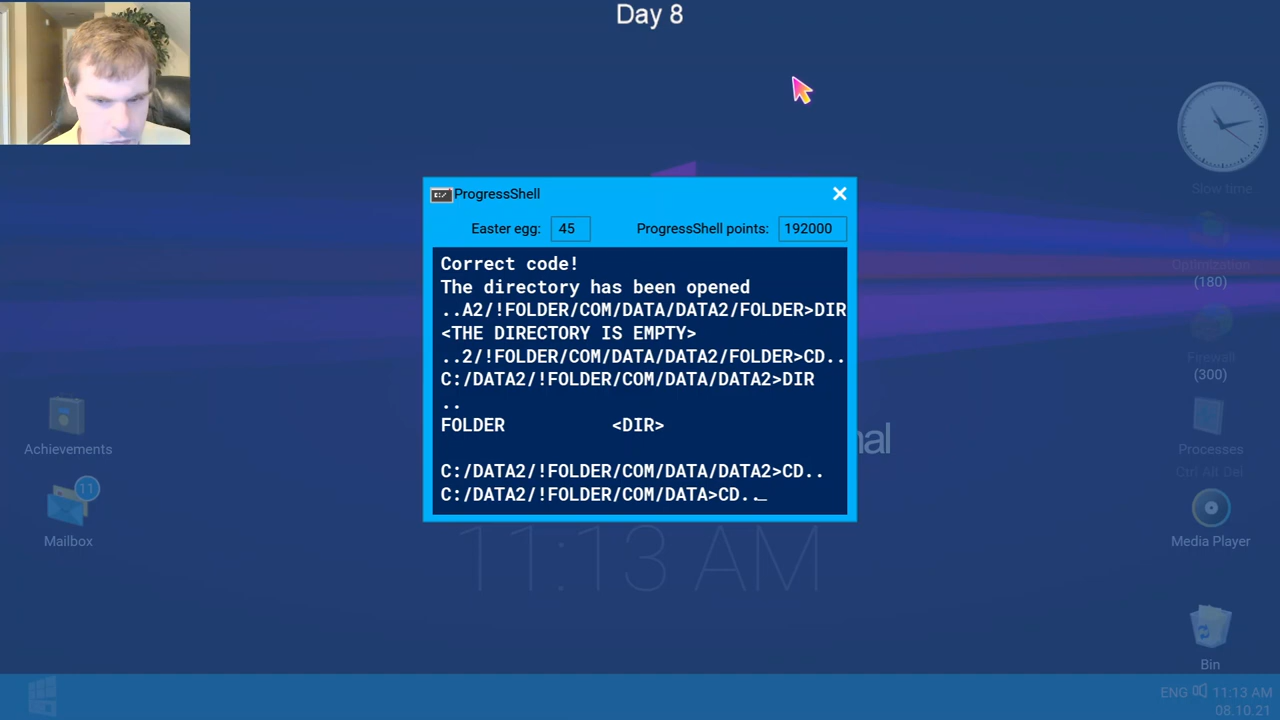 Day 8
ProgressShell
Easter egg: 45 ProgressShell points: 192000
Correct code!
The directory has been opened
..A2/!FOLDER/COM/DATA/DATA2/FOLDER>DIR
<THE DIRECTORY IS EMPTY>
..2/!FOLDER/COM/DATA/DATA2/FOLDER>CD..
C:/DATA2/!FOLDER/COM/DATA/DATA2>DIR
..
FOLDER <DIR>
C:/DATA2/!FOLDER/COM/DATA/DATA2>CD..
C:/DATA2/!FOLDER/COM/DATA>CD.._
Achievements
11
Mailbox
nal
11:13 AM
Slow time
Optimization
(180)
Firewall
(300)
Processes
Ctrl Alt Del
Media Player
Bin
ENG 11:13 AM
08.10.21